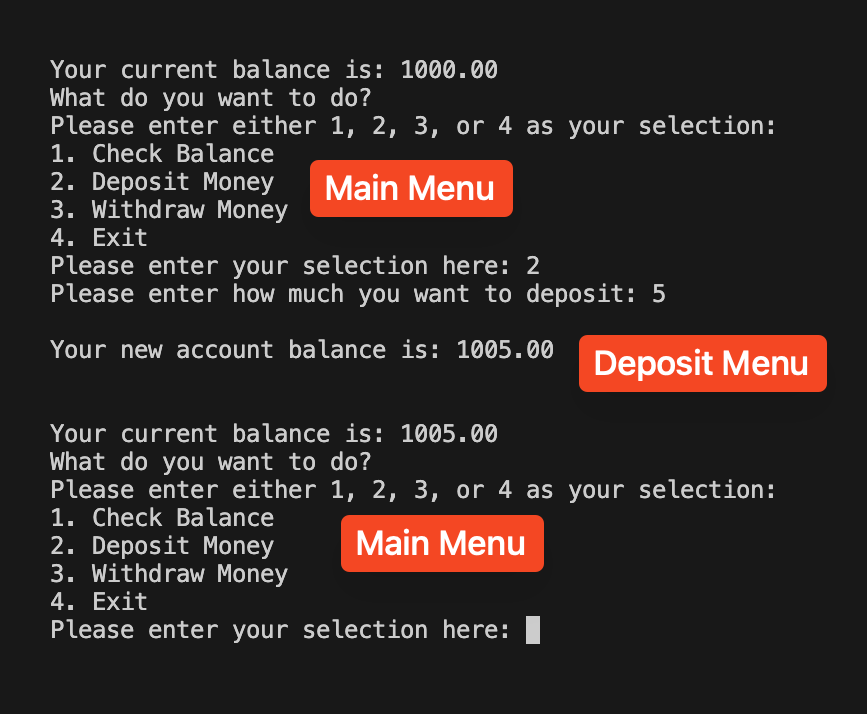 Your current balance is: 1000.00
What do you want to do?
Please enter either 1, 2, 3, or 4 as your selection:
1. Check Balance
2. Deposit Money
Main Menu
3. Withdraw Money
4. Exit
Please enter your selection here: 2
Please enter how much you want to deposit: 5
Your new account balance is: 1005.00
Deposit Menu
Your current balance is: 1005.00
What do you want to do?
Please enter either 1, 2, 3, or 4 as your selection:
1. Check Balance
2. Deposit Money
Main Menu
3. Withdraw Money
4. Exit
Please enter your selection here: